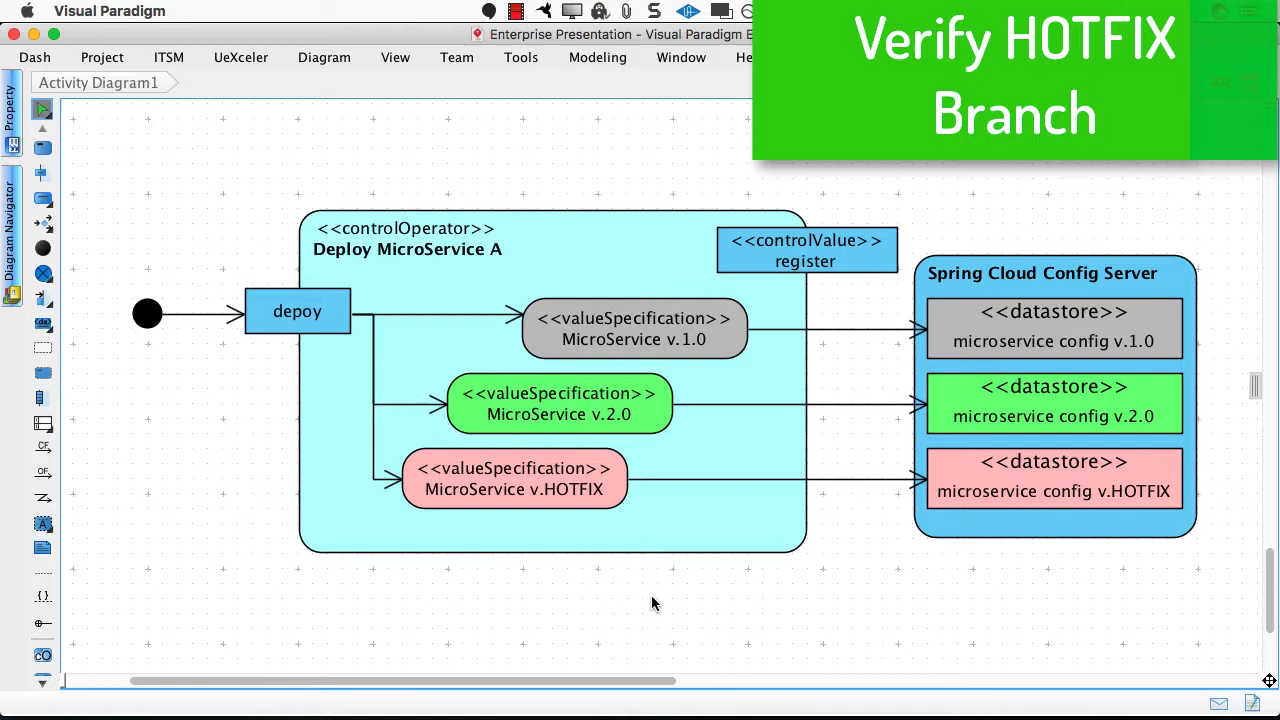 Visual Paradigm
Enterprise Presentation - Visual Paradigm E
Verify HOTFIX
Branch
Dash Project ITSM UeXceler Diagram View Team Tools Modeling Window He
Activity Diagram1
Property
Diagram Navigator
<<controlOperator>>
Deploy MicroService A
<<controlValue>>
register
depoy
<<valueSpecification>>
MicroService v.1.0
<<valueSpecification>>
MicroService v.2.0
<<valueSpecification>>
MicroService v.HOTFIX
Spring Cloud Config Server
<<datastore>>
microservice config v.1.0
<<datastore>>
microservice config v.2.0
<<datastore>>
microservice config v.HOTFIX
CF
OF